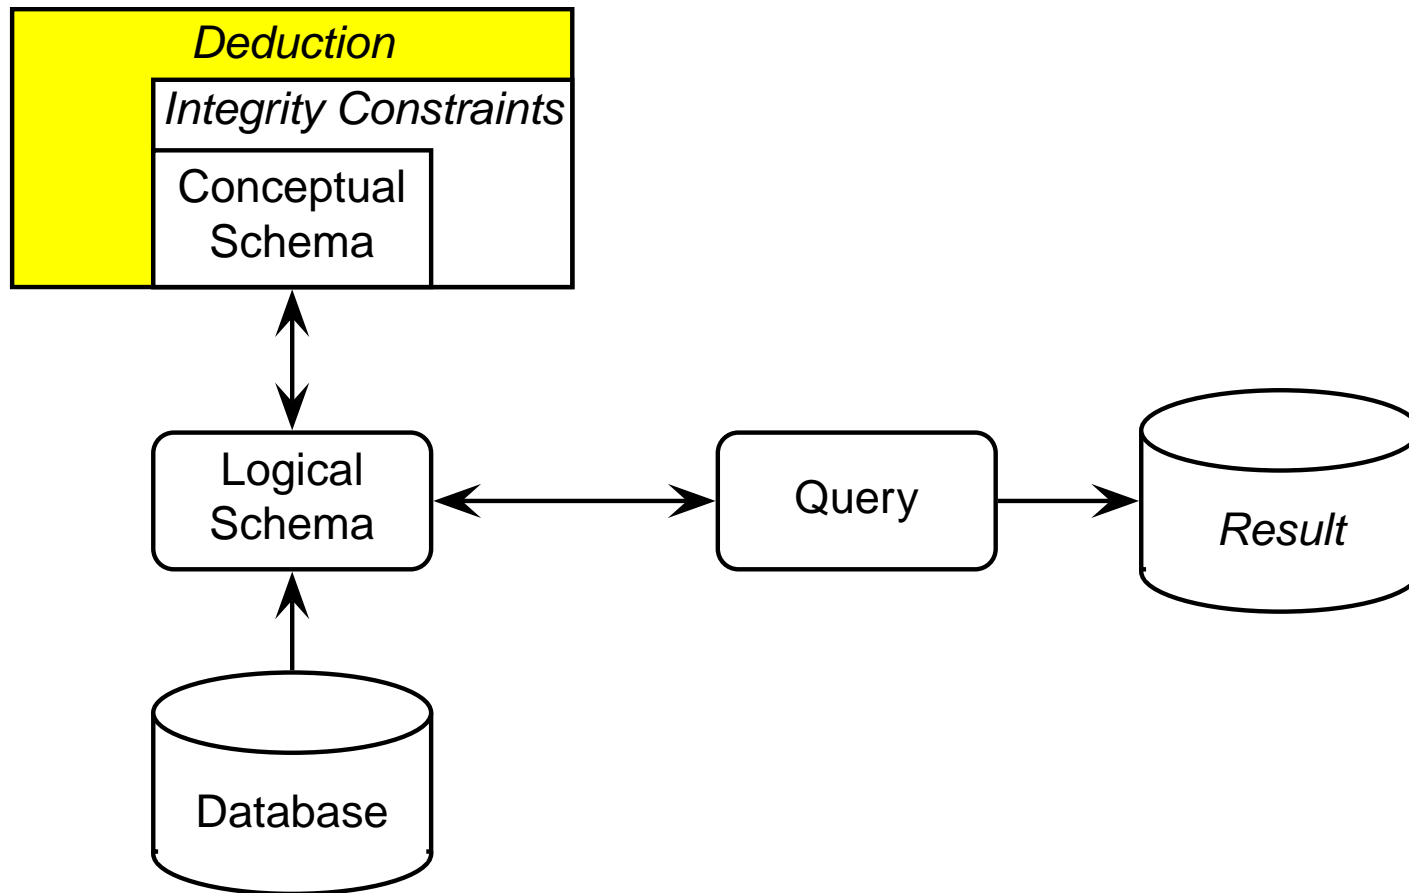 Deduction
Integrity Constraints
Conceptual
Schema
Logical
Schema
Query
Result
Database